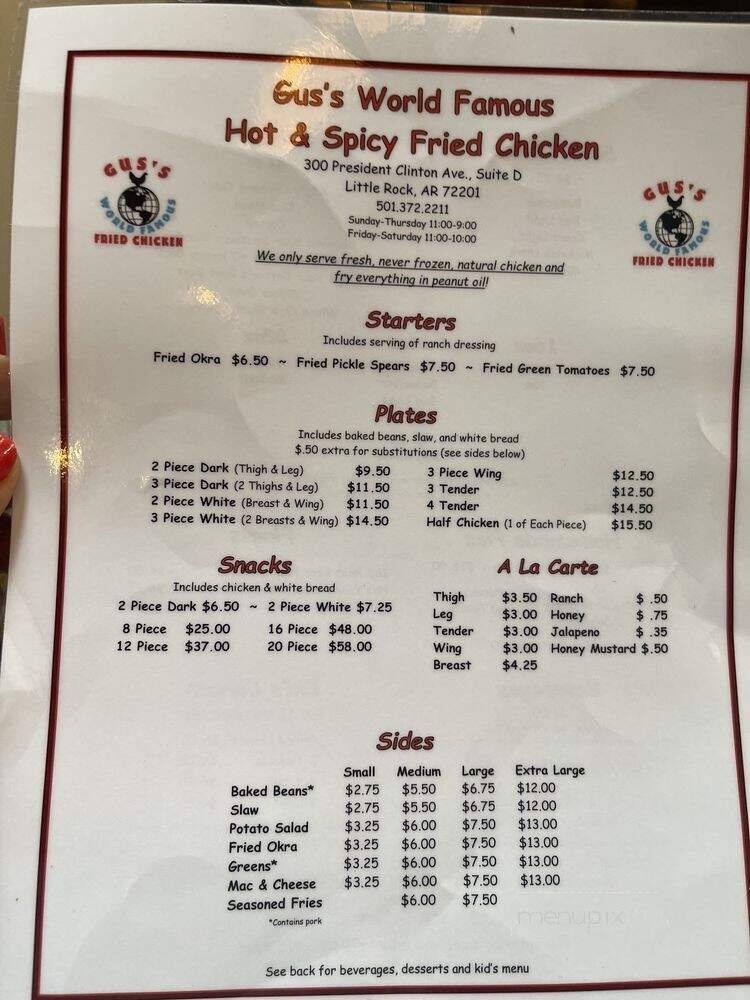 Gus's World Famous
Hot & Spicy Fried Chicken
300 President Clinton Ave., Suite D
Little Rock, AR 72201
501.372.2211
Sunday-Thursday 11:00-9:00
Friday-Saturday 11:00-10:00
GUS'S
WORLD FAMOUS
FRIED CHICKEN
GUS'S
WORLD FAMOUS
FRIED CHICKEN
We only serve fresh, never frozen, natural chicken and
fry everything in peanut oil!
Starters
Includes serving of ranch dressing
Fried Okra $6.50 ~ Fried Pickle Spears $7.50 ~ Fried Green Tomatoes $7.50
Plates
Includes baked beans, slaw, and white bread
$.50 extra for substitutions (see sides below)
2 Piece Dark (Thigh & Leg) $9.50
3 Piece Dark (2 Thighs & Leg) $11.50
2 Piece White (Breast & Wing) $11.50
3 Piece White (2 Breasts & Wing) $14.50
3 Piece Wing $12.50
3 Tender $12.50
4 Tender $14.50
Half Chicken (1 of Each Piece) $15.50
Snacks
Includes chicken & white bread
2 Piece Dark $6.50 ~ 2 Piece White $7.25
8 Piece $25.00 16 Piece $48.00
12 Piece $37.00 20 Piece $58.00
A La Carte
Thigh $3.50 Ranch $ .50
Leg $3.00 Honey $ .75
Tender $3.00 Jalapeno $ .35
Wing $3.00 Honey Mustard $.50
Breast $4.25
Sides
Small Medium Large Extra Large
Baked Beans* $2.75 $5.50 $6.75 $12.00
Slaw $2.75 $5.50 $6.75 $12.00
Potato Salad $3.25 $6.00 $7.50 $13.00
Fried Okra $3.25 $6.00 $7.50 $13.00
Greens* $3.25 $6.00 $7.50 $13.00
Mac & Cheese $3.25 $6.00 $7.50 $13.00
Seasoned Fries $6.00 $7.50
*Contains pork
menupix
See back for beverages, desserts and kid's menu